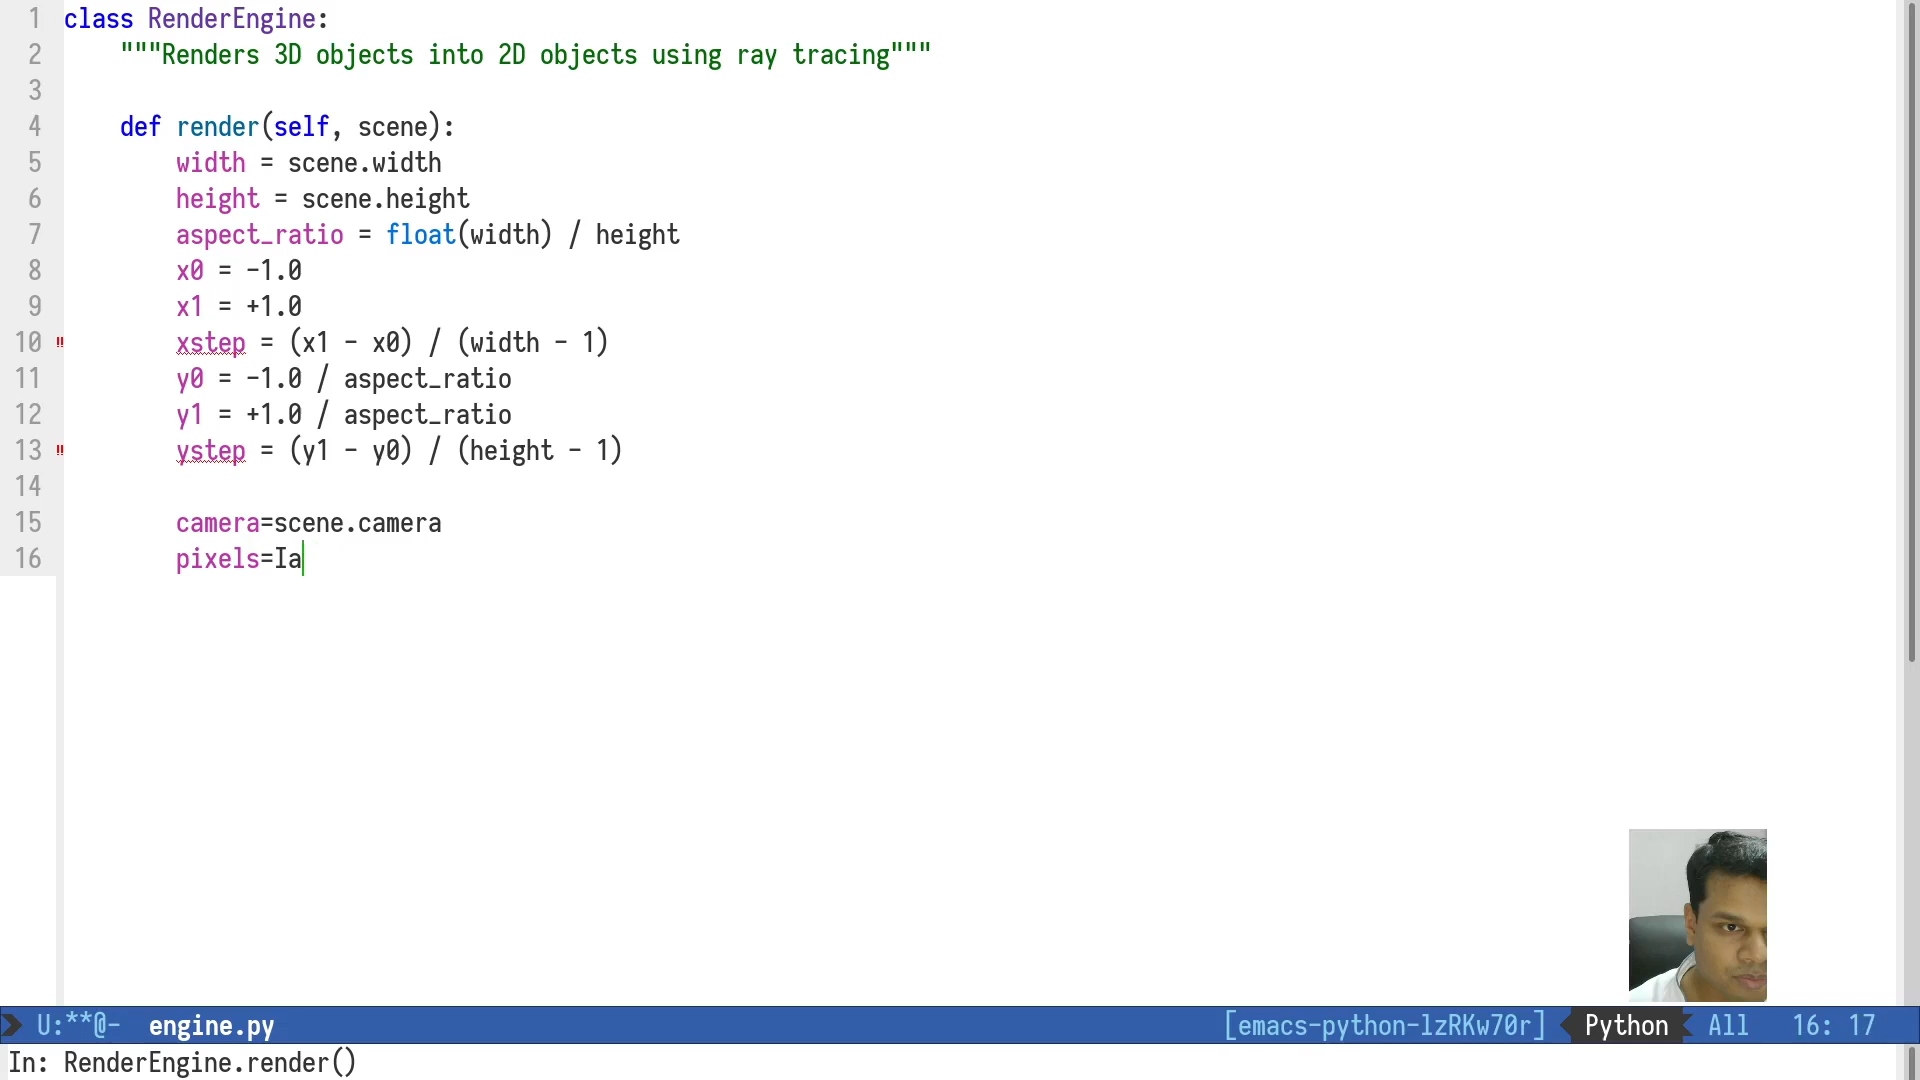 1 class RenderEngine:
2 """Renders 3D objects into 2D objects using ray tracing"""
3
4 def render(self, scene):
5 width = scene.width
6 height = scene.height
7 aspect_ratio = float(width) / height
8 x0 = -1.0
9 x1 = +1.0
10 !! xstep = (x1 - x0) / (width - 1)
11 y0 = -1.0 / aspect_ratio
12 y1 = +1.0 / aspect_ratio
13 !! ystep = (y1 - y0) / (height - 1)
14
15 camera=scene.camera
16 pixels=Ia
U:**@- engine.py [emacs-python-lzRKw70r] Python All 16: 17
In: RenderEngine.render()